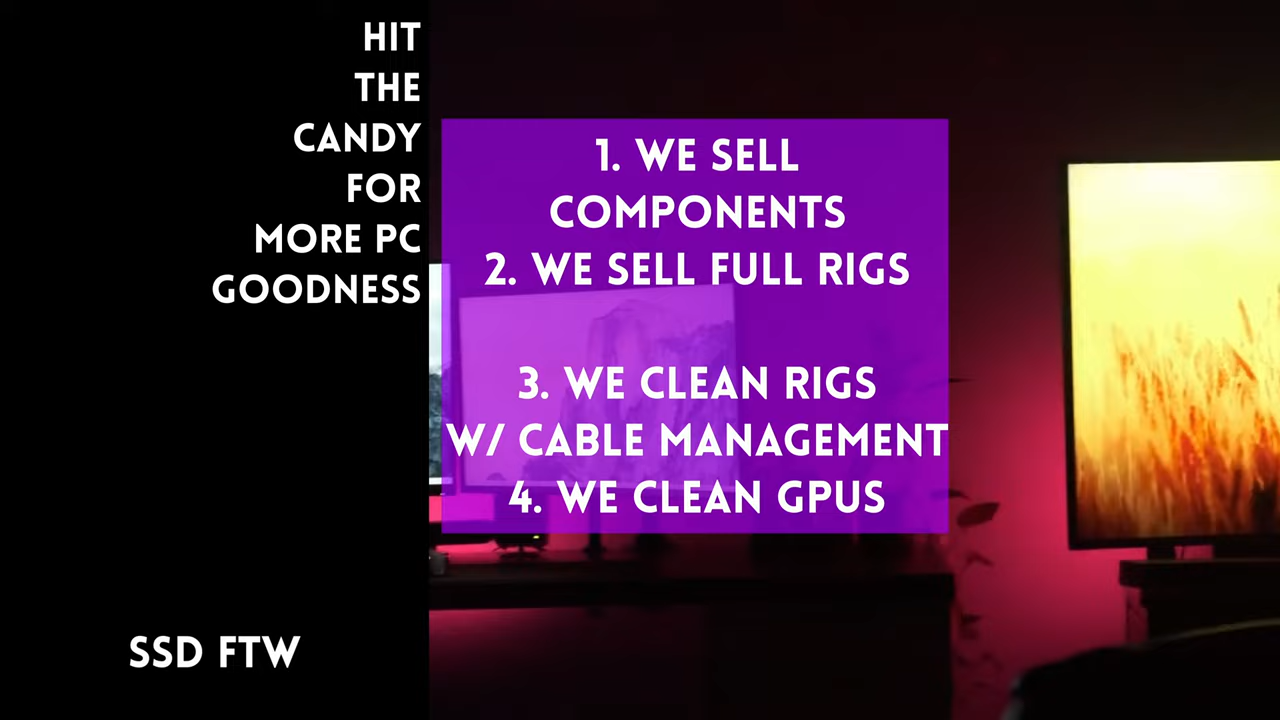 HIT
THE
CANDY
FOR
MORE PC
GOODNESS
1. WE SELL
COMPONENTS
2. WE SELL FULL RIGS
3. WE CLEAN RIGS
W/ CABLE MANAGEMENT
4. WE CLEAN GPUS
SSD FTW